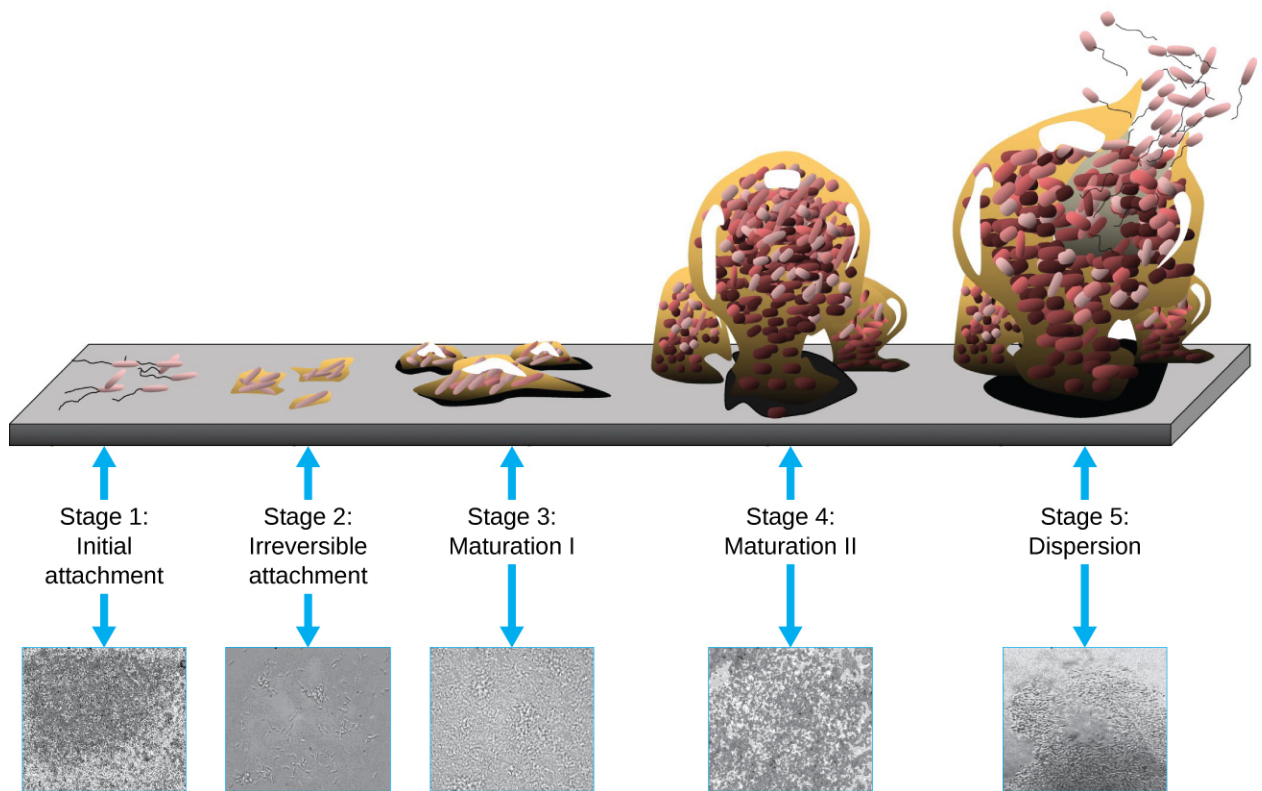 Stage 1:
Initial
attachment
Stage 2:
Irreversible
attachment
Stage 3:
Maturation I
Stage 4:
Maturation II
Stage 5:
Dispersion